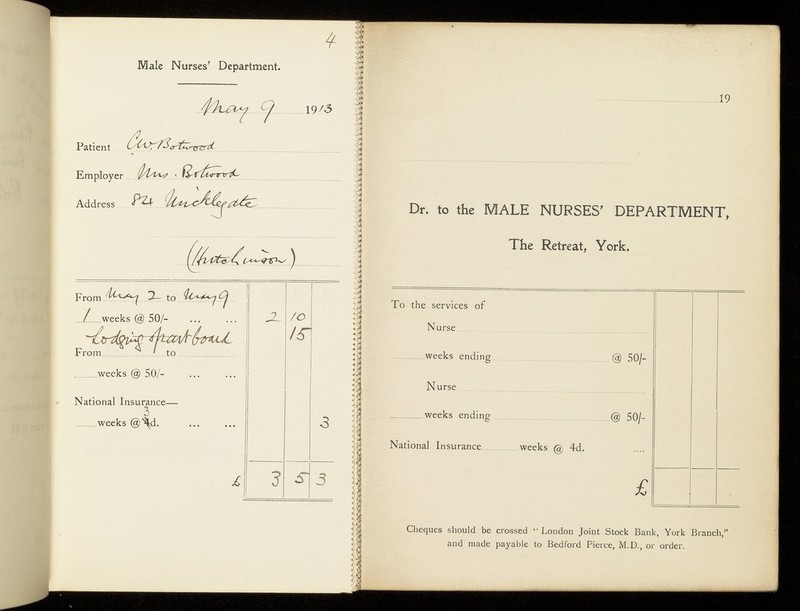 4
Male Nurses' Department.
May 9 1913
Patient C.W. Botwood
Employer Mrs. Botwood
Address 84 Micklegate
(Hutchinson)
From May 2 to May 9
1 weeks @ 50/- ... ... 2 10
Lodging & part board 15
From to
weeks @ 50/- ... ...
National Insurance—
3
weeks @ 4d. ... ... 3
£ 3 5 3
19
Dr. to the MALE NURSES' DEPARTMENT,
The Retreat, York.
To the services of
Nurse
weeks ending @ 50/-
Nurse
weeks ending @ 50/-
National Insurance weeks @ 4d. ....
£
Cheques should be crossed "London Joint Stock Bank, York Branch,"
and made payable to Bedford Pierce, M.D., or order.